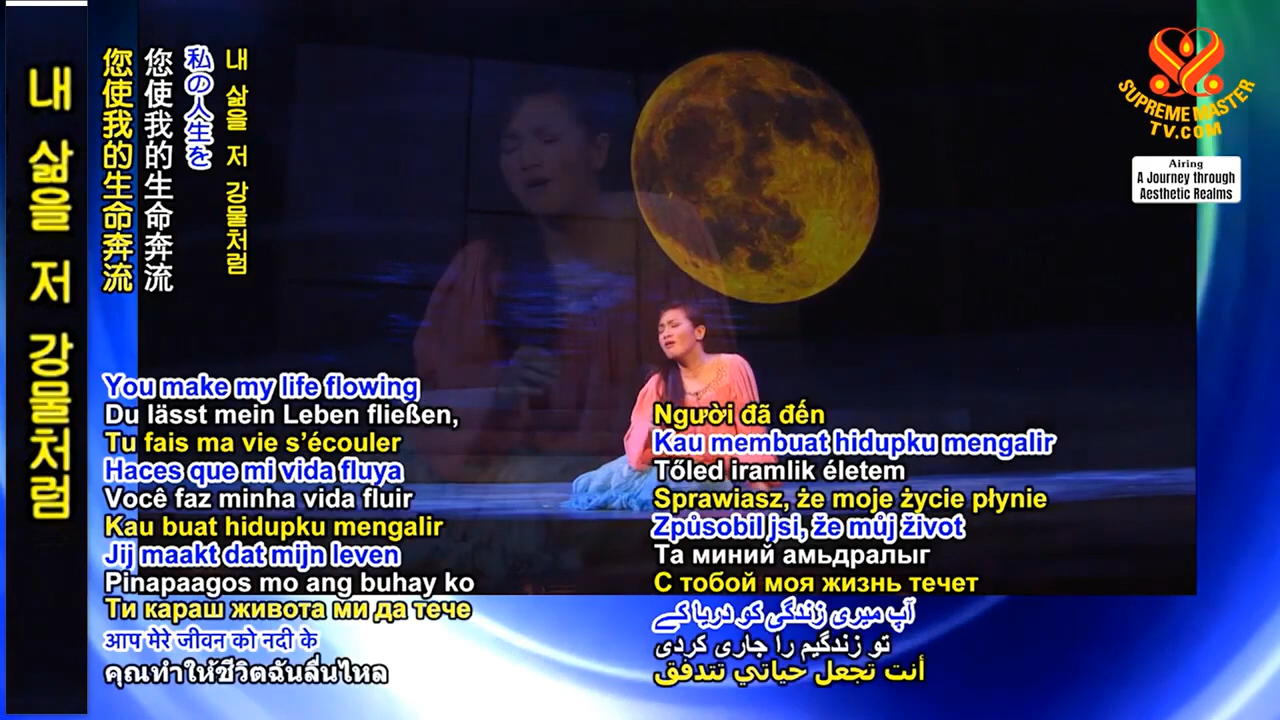 내 삶을 저 강물처럼
您使我的生命奔流
您使我的生命奔流
私の人生を
내 삶을 저 강물처럼
SUPREME MASTER
TV.COM
Airing
A Journey through
Aesthetic Realms
You make my life flowing
Du lässt mein Leben fließen,
Tu fais ma vie s'écouler
Haces que mi vida fluya
Você faz minha vida fluir
Kau buat hidupku mengalir
Jij maakt dat mijn leven
Pinapaagos mo ang buhay ko
Ти караш живота ми да тече
आप मेरे जीवन को नदी के
คุณทำให้ชีวิตฉันลื่นไหล
Người đã đến
Kau membuat hidupku mengalir
Tőled iramlik életem
Sprawiasz, że moje życie płynie
Způsobil jsi, že můj život
Та миний амьдралыг
С тобой моя жизнь течет
آپ میری زندگی کو دریا کے
تو زندگیم را جاری کردی
أنت تجعل حياتي تتدفق